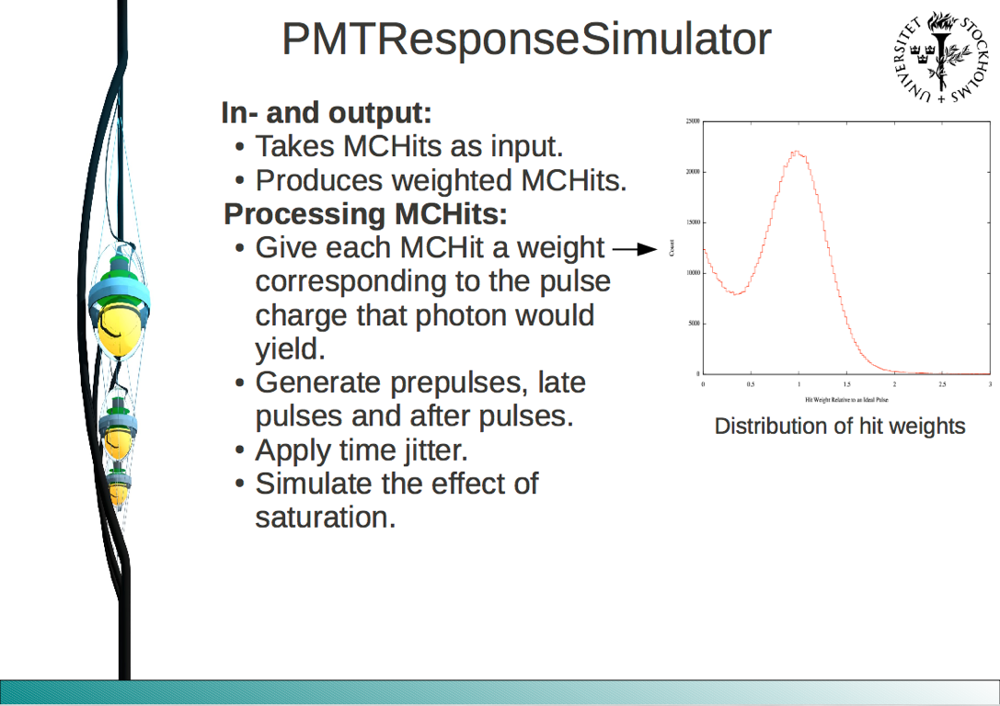 PMTResponseSimulator
UNIVERSITET STOCKHOLMS
In- and output:
• Takes MCHits as input.
• Produces weighted MCHits.
Processing MCHits:
• Give each MCHit a weight
corresponding to the pulse
charge that photon would
yield.
• Generate prepulses, late
pulses and after pulses.
• Apply time jitter.
• Simulate the effect of
saturation.
25000
20000
15000
10000
5000
0
Count
0 0.5 1 1.5 2 2.5 3
Hit Weight Relative to an Ideal Pulse
Distribution of hit weights